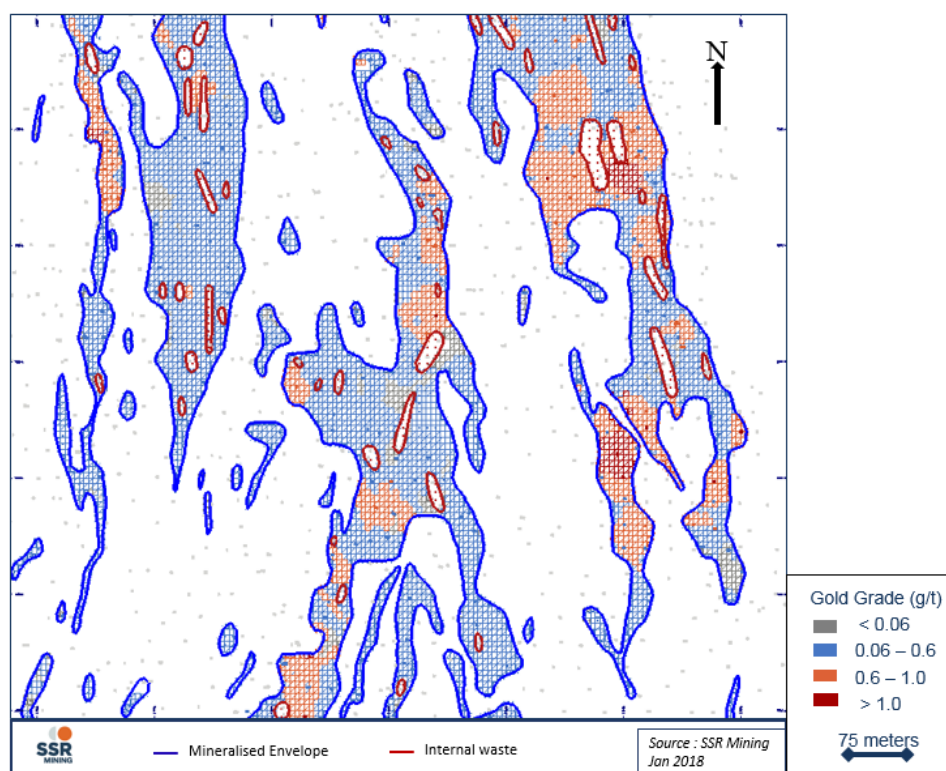 N
Gold Grade (g/t)
< 0.06
0.06 – 0.6
0.6 – 1.0
> 1.0
75 meters
SSR
MINING
Mineralised Envelope
Internal waste
Source : SSR Mining
Jan 2018